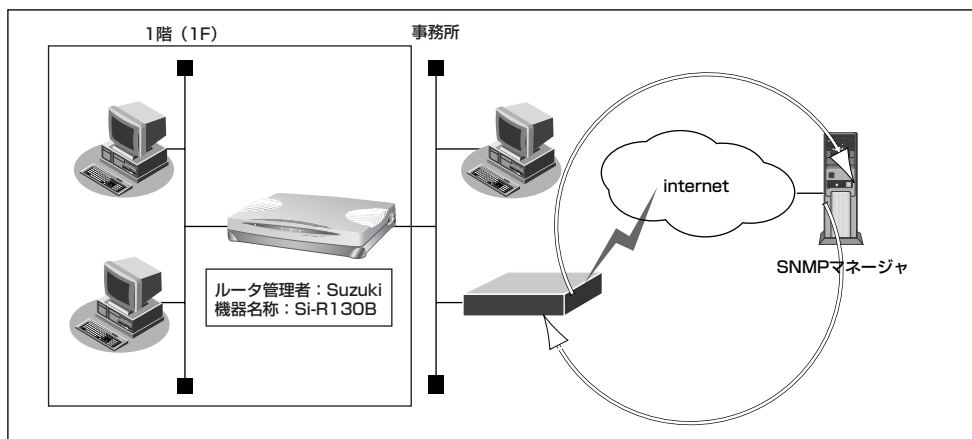 1階（1F）
事務所
internet
SNMPマネージャ
ルータ管理者：Suzuki
機器名称：Si-R130B